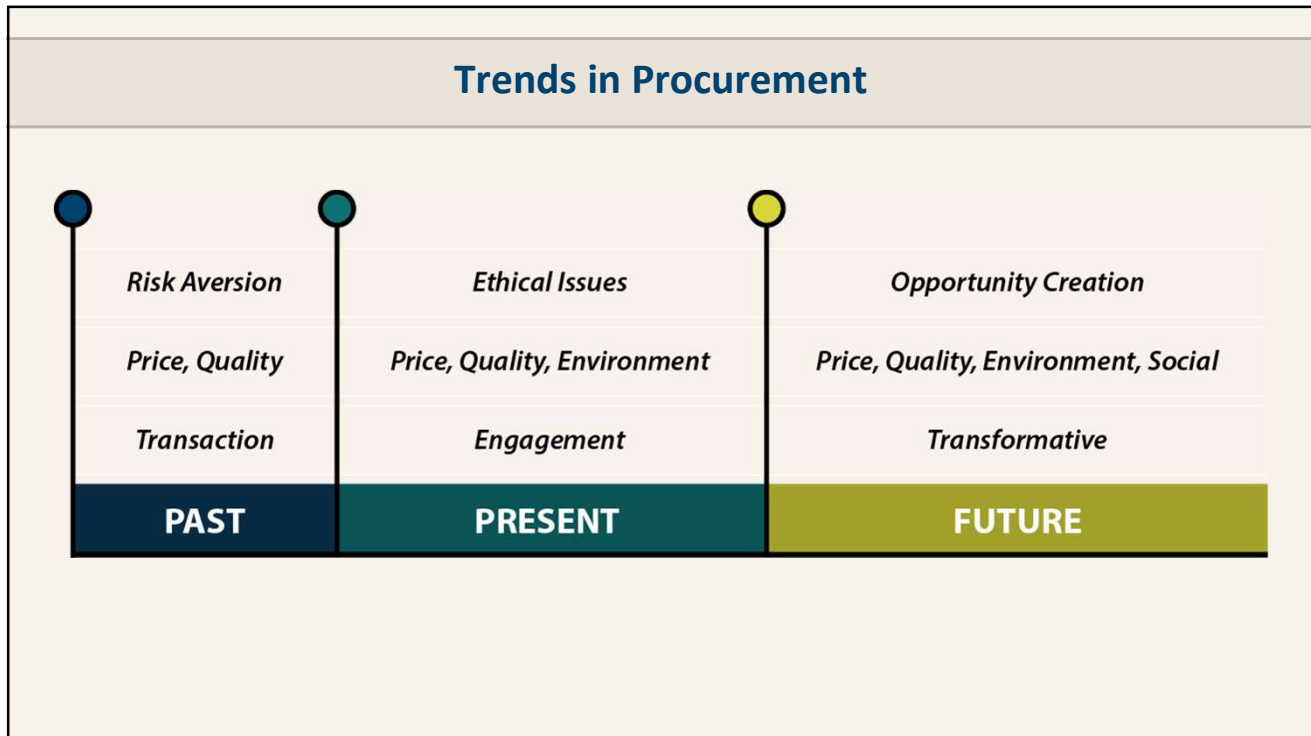 Trends in Procurement
Risk Aversion
Ethical Issues
Opportunity Creation
Price, Quality
Price, Quality, Environment
Price, Quality, Environment, Social
Transaction
Engagement
Transformative
PAST
PRESENT
FUTURE